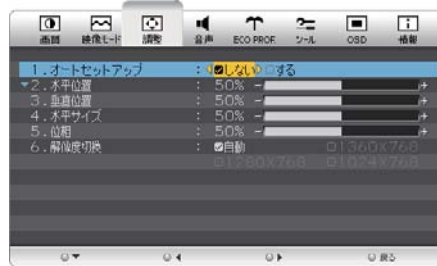 画質 映像モード 調整 音声 ECO PROF. ツール OSD 情報
1.オートセットアップ : しない する
2.水平位置 : 50% - +
3.垂直位置 : 50% - +
4.水平サイズ : 50% - +
5.位相 : 50% - +
6.解像度切換 : 自動 1360x768
1280x768 1024x768
戻る